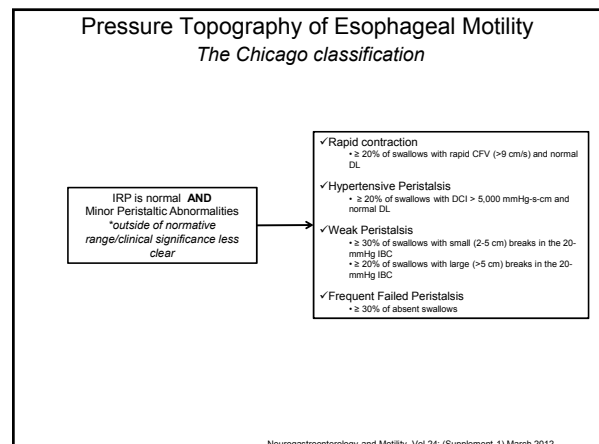 Pressure Topography of Esophageal Motility
The Chicago classification
IRP is normal AND
Minor Peristaltic Abnormalities
*outside of normative
range/clinical significance less
clear
✓Rapid contraction
• ≥ 20% of swallows with rapid CFV (>9 cm/s) and normal
DL
✓Hypertensive Peristalsis
• ≥ 20% of swallows with DCI > 5,000 mmHg-s-cm and
normal DL
✓Weak Peristalsis
• ≥ 30% of swallows with small (2-5 cm) breaks in the 20-
mmHg IBC
• ≥ 20% of swallows with large (>5 cm) breaks in the 20-
mmHg IBC
✓Frequent Failed Peristalsis
• ≥ 30% of absent swallows
Neurogastroenterology and Motility, Vol 24; (Supplement 1) March 2012